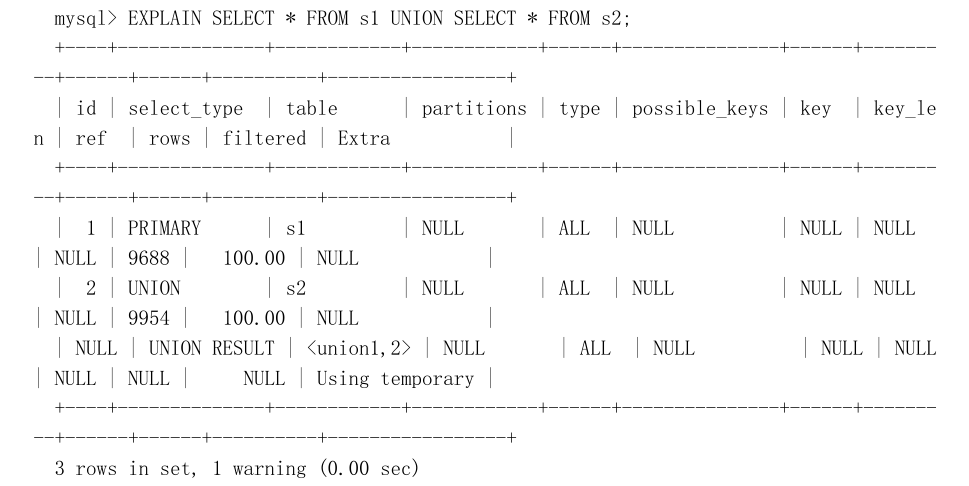 mysql> EXPLAIN SELECT * FROM s1 UNION SELECT * FROM s2;
+----+--------------+------------+------------+------+---------------+------+-------
--+------+------+----------+-----------------+
| id | select_type  | table      | partitions | type | possible_keys | key  | key_le
n | ref  | rows | filtered | Extra           |
+----+--------------+------------+------------+------+---------------+------+-------
--+------+------+----------+-----------------+
|  1 | PRIMARY      | s1         | NULL       | ALL  | NULL          | NULL | NULL
| NULL | 9688 |   100.00 | NULL            |
|  2 | UNION        | s2         | NULL       | ALL  | NULL          | NULL | NULL
| NULL | 9954 |   100.00 | NULL            |
| NULL | UNION RESULT | <union1,2> | NULL       | ALL  | NULL          | NULL | NULL
| NULL | NULL |     NULL | Using temporary |
+----+--------------+------------+------------+------+---------------+------+-------
--+------+------+----------+-----------------+
3 rows in set, 1 warning (0.00 sec)